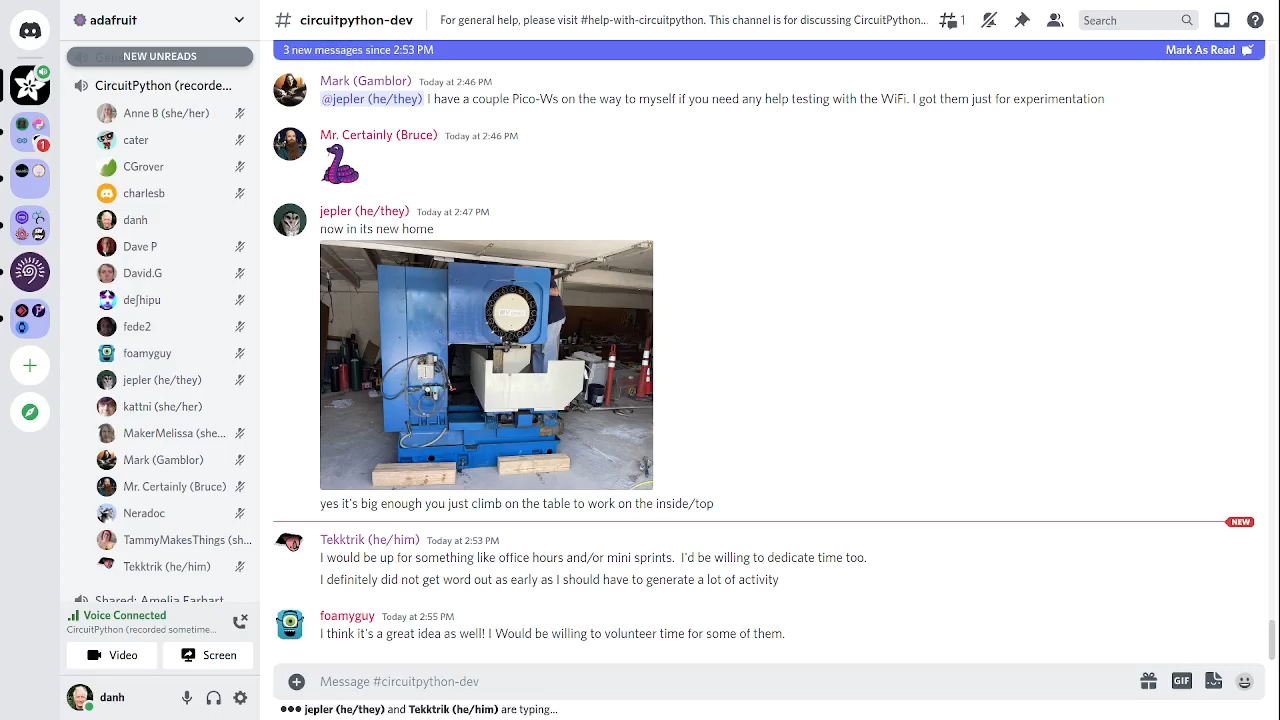 adafruit
# circuitpython-dev
For general help, please visit #help-with-circuitpython. This channel is for discussing CircuitPython...
1
Search
NEW UNREADS
CircuitPython (recorde...
Anne B (she/her)
cater
CGrover
charlesb
danh
Dave P
David.G
deʃhipu
fede2
foamyguy
jepler (he/they)
kattni (she/her)
MakerMelissa (she...
Mark (Gamblor)
Mr. Certainly (Bruce)
Neradoc
TammyMakesThings (sh...
Tekktrik (he/him)
Shared: Amelia Earhart
Voice Connected
CircuitPython (recorded sometime...
Video
Screen
danh
1
3 new messages since 2:53 PM
Mark As Read
Mark (Gamblor) Today at 2:46 PM
@jepler (he/they) I have a couple Pico-Ws on the way to myself if you need any help testing with the WiFi. I got them just for experimentation
Mr. Certainly (Bruce) Today at 2:46 PM
jepler (he/they) Today at 2:47 PM
now in its new home
yes it's big enough you just climb on the table to work on the inside/top
NEW
Tekktrik (he/him) Today at 2:53 PM
I would be up for something like office hours and/or mini sprints.  I'd be willing to dedicate time too.
I definitely did not get word out as early as I should have to generate a lot of activity
foamyguy Today at 2:55 PM
I think it's a great idea as well! I Would be willing to volunteer time for some of them.
Message #circuitpython-dev
GIF
jepler (he/they) and Tekktrik (he/him) are typing...